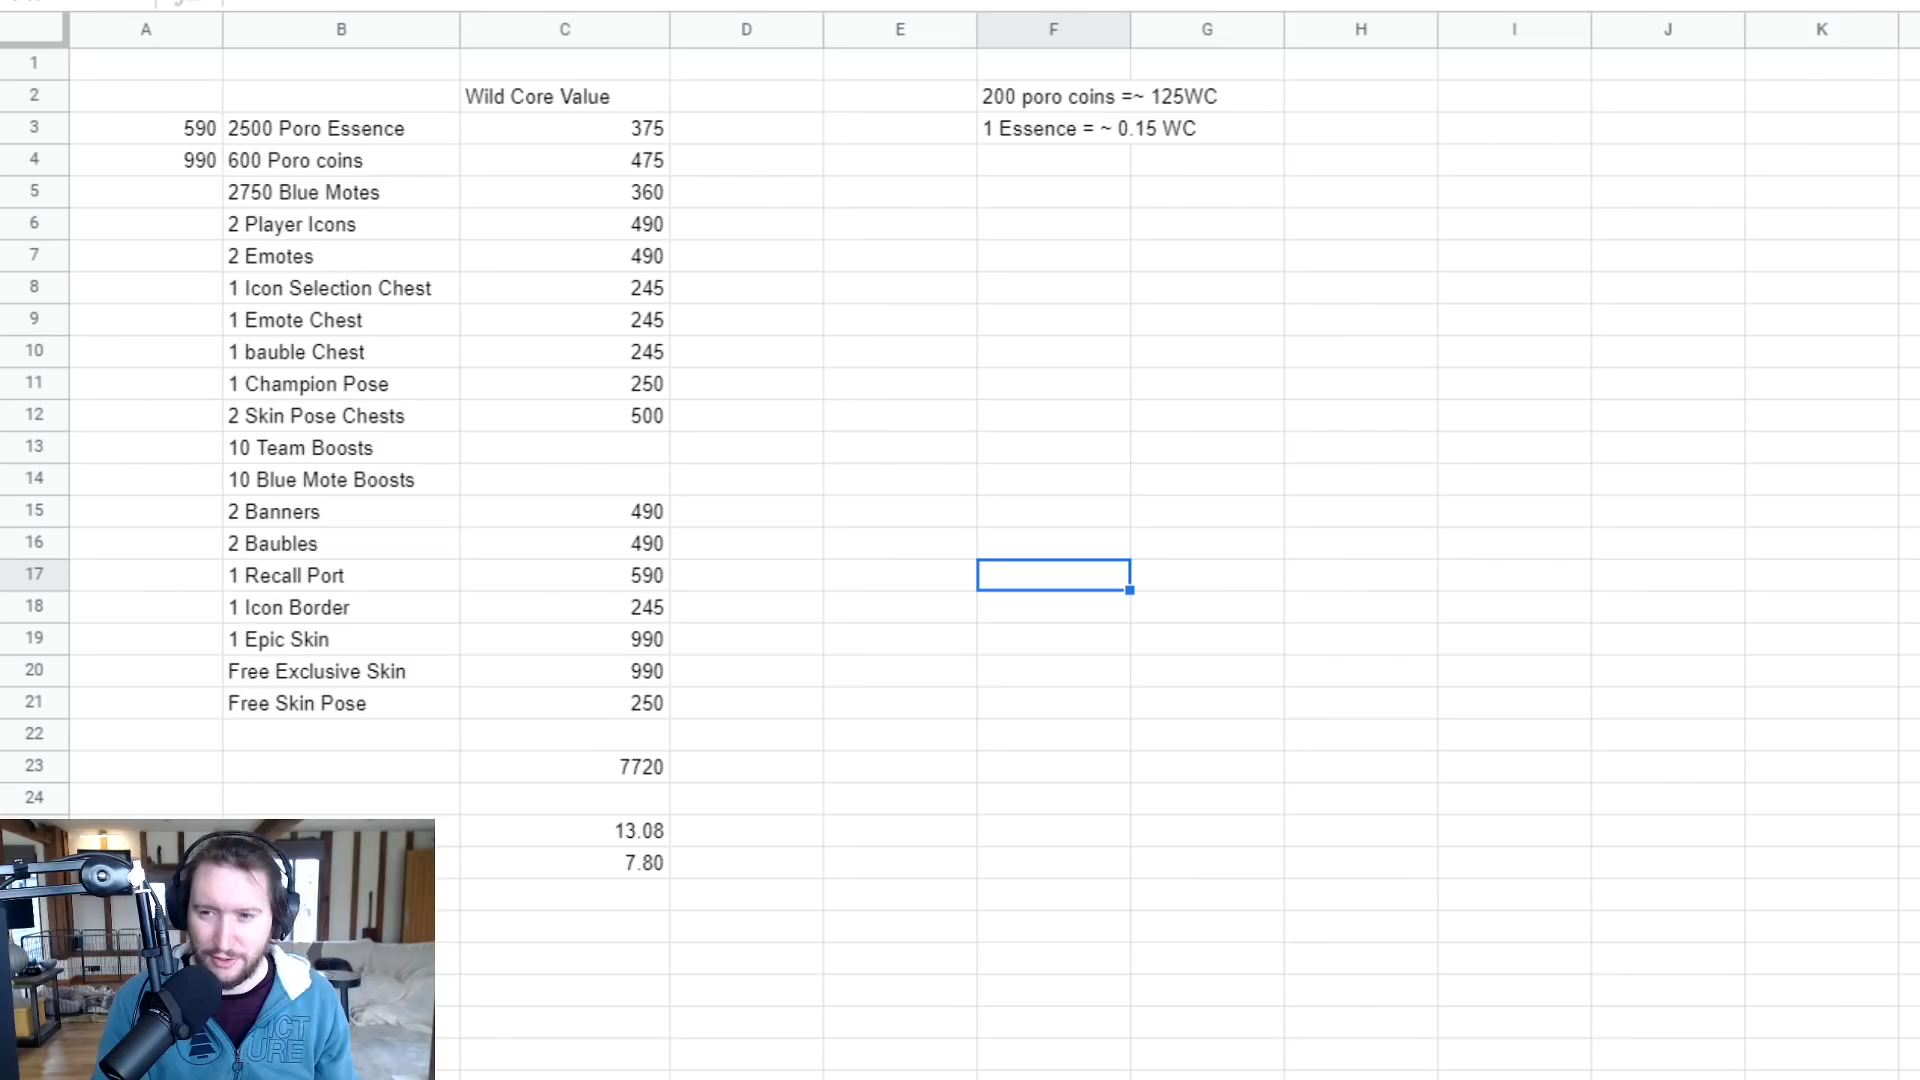 A B C D E F G H I J K
1
2 Wild Core Value 200 poro coins =~ 125WC
3 590 2500 Poro Essence 375 1 Essence = ~ 0.15 WC
4 990 600 Poro coins 475
5 2750 Blue Motes 360
6 2 Player Icons 490
7 2 Emotes 490
8 1 Icon Selection Chest 245
9 1 Emote Chest 245
10 1 bauble Chest 245
11 1 Champion Pose 250
12 2 Skin Pose Chests 500
13 10 Team Boosts
14 10 Blue Mote Boosts
15 2 Banners 490
16 2 Baubles 490
17 1 Recall Port 590
18 1 Icon Border 245
19 1 Epic Skin 990
20 Free Exclusive Skin 990
21 Free Skin Pose 250
22
23 7720
24
13.08
7.80
PICT
URE